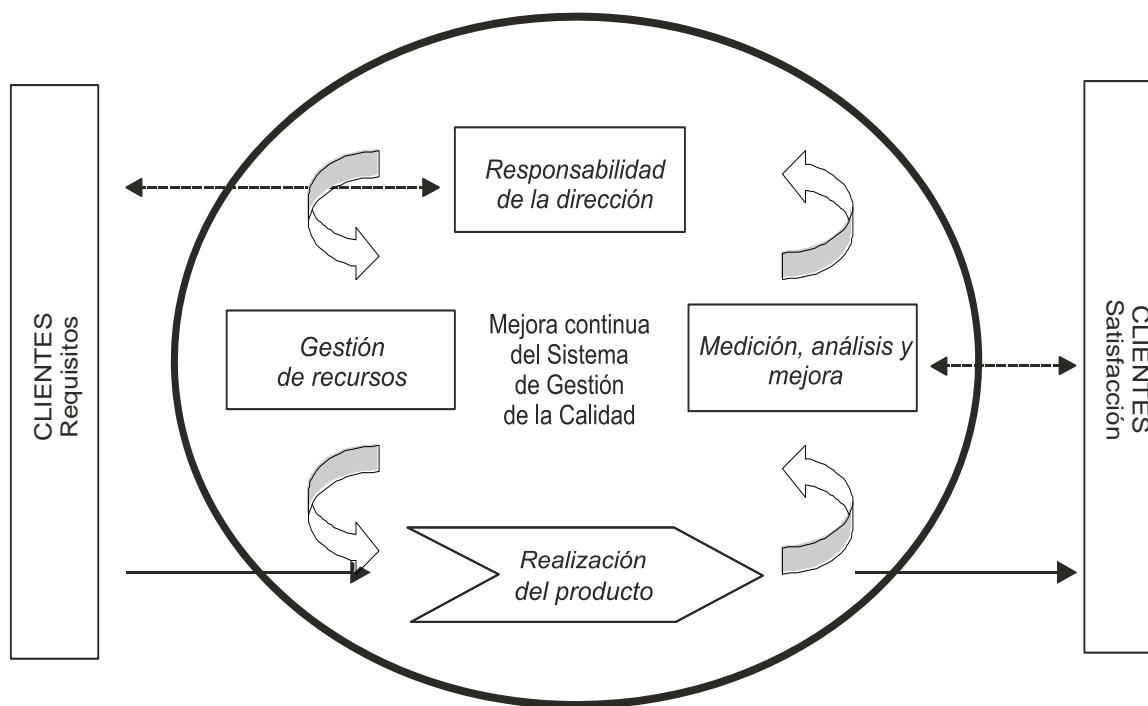 CLIENTES
Requisitos
Responsabilidad
de la dirección
Gestión
de recursos
Mejora continua
del Sistema
de Gestión
de la Calidad
Medición, análisis y
mejora
Realización
del producto
CLIENTES
Satisfacción